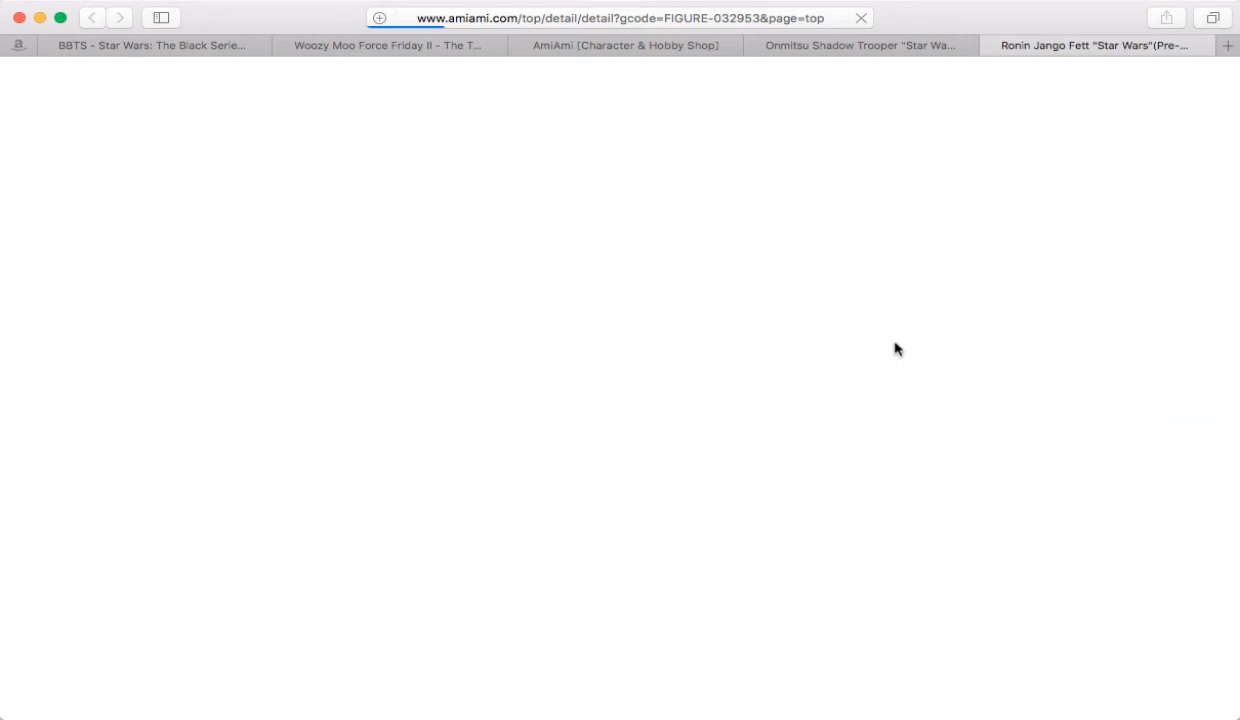 www.amiami.com/top/detail/detail?gcode=FIGURE-032953&page=top
a
BBTS - Star Wars: The Black Serie...
Woozy Moo Force Friday II - The T...
AmiAmi [Character & Hobby Shop]
Onmitsu Shadow Trooper "Star Wa...
Ronin Jango Fett "Star Wars"(Pre-...